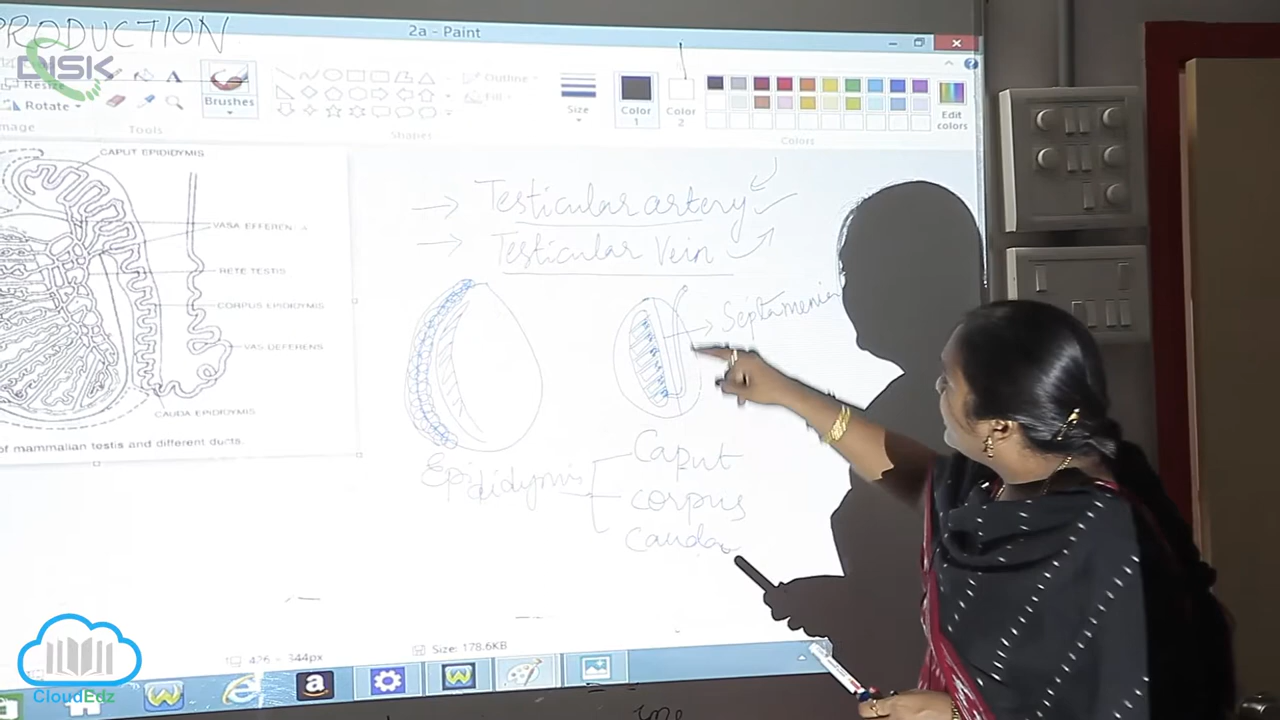 PRODUCTION
2a - Paint
DISK
Resize
Rotate
Brushes
Size
Color
1
Color
2
Outline
Fill
Edit
colors
Tools
Shapes
Colors
CAPUT EPIDIDYMIS
VASA EFFERENTIA
RETE TESTIS
CORPUS EPIDIDYMIS
VAS DEFERENS
CAUDA EPIDIDYMIS
of mammalian testis and different ducts.
Testicular artery
Testicular Vein
Epididymis
Caput
corpus
Cauda
Size: 178.6KB
426 × 344px
CloudEdz